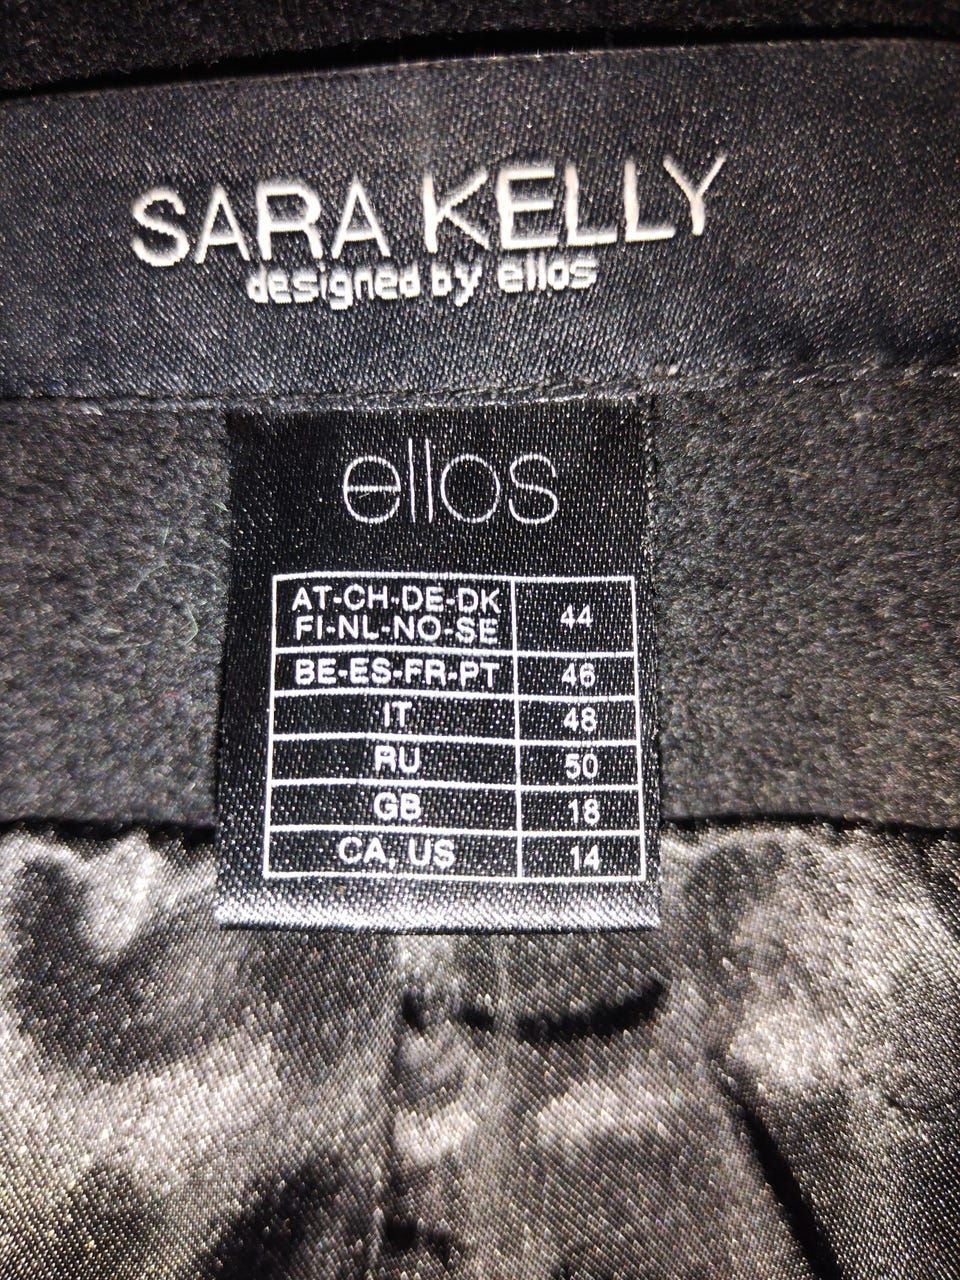 SARA KELLY
designed by ellos
ellos
AT-CH-DE-DK
FI-NL-NO-SE 44
BE-ES-FR-PT 46
IT 48
RU 50
GB 18
CA, US 14